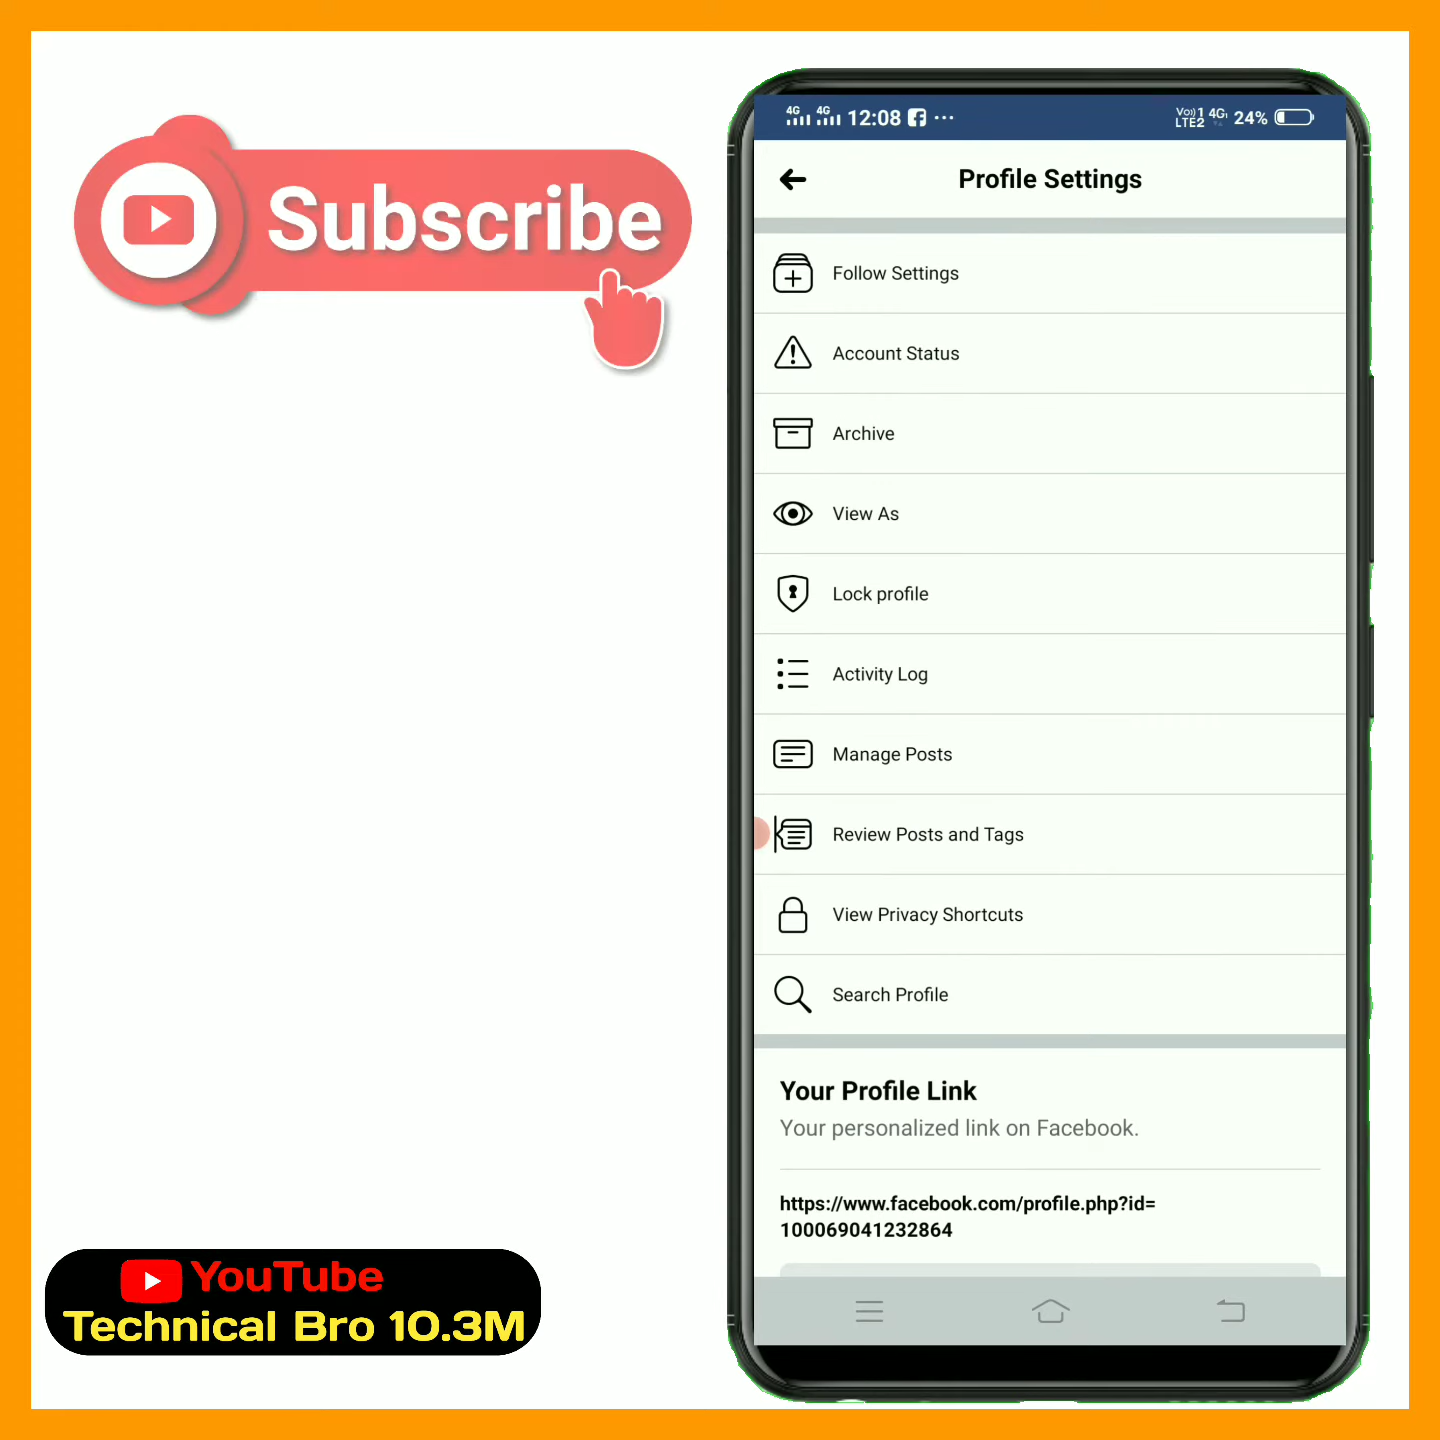 Subscribe
YouTube
Technical Bro 10.3M
4G 4G 12:08 ... Vo)) 1 LTE2 4G 24%
Profile Settings
Follow Settings
Account Status
Archive
View As
Lock profile
Activity Log
Manage Posts
Review Posts and Tags
View Privacy Shortcuts
Search Profile
Your Profile Link
Your personalized link on Facebook.
https://www.facebook.com/profile.php?id=
100069041232864